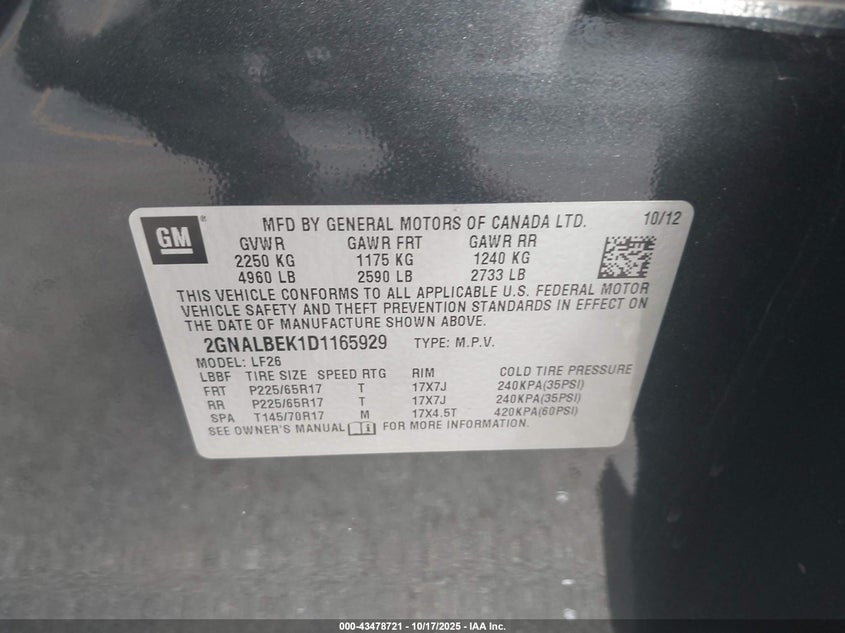 GM ® MFD BY GENERAL MOTORS OF CANADA LTD. 10/12
GVWR GAWR FRT GAWR RR
2250 KG 1175 KG 1240 KG
4960 LB 2590 LB 2733 LB
THIS VEHICLE CONFORMS TO ALL APPLICABLE U.S. FEDERAL MOTOR
VEHICLE SAFETY AND THEFT PREVENTION STANDARDS IN EFFECT ON
THE DATE OF MANUFACTURE SHOWN ABOVE.
2GNALBEK1D1165929 TYPE: M.P.V.
MODEL: LF26
LBBF TIRE SIZE SPEED RTG RIM COLD TIRE PRESSURE
FRT P225/65R17 T 17X7J 240KPA(35PSI)
RR P225/65R17 T 17X7J 240KPA(35PSI)
SPA T145/70R17 M 17X4.5T 420KPA(60PSI)
SEE OWNER'S MANUAL i FOR MORE INFORMATION.
000-43478721 - 10/17/2025 - IAA Inc.